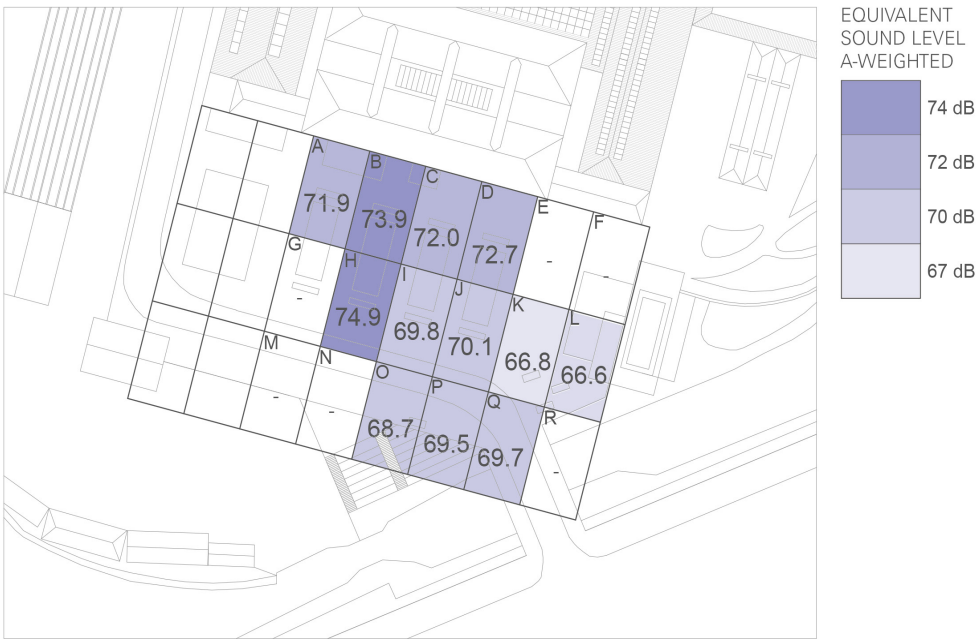 EQUIVALENT
SOUND LEVEL
A-WEIGHTED
74 dB
72 dB
70 dB
67 dB
A
B
C
D
E
F
71.9
73.9
72.0
72.7
-
-
G
H
I
J
K
L
-
74.9
69.8
70.1
66.8
66.6
M
N
O
P
Q
R
-
-
68.7
69.5
69.7
-